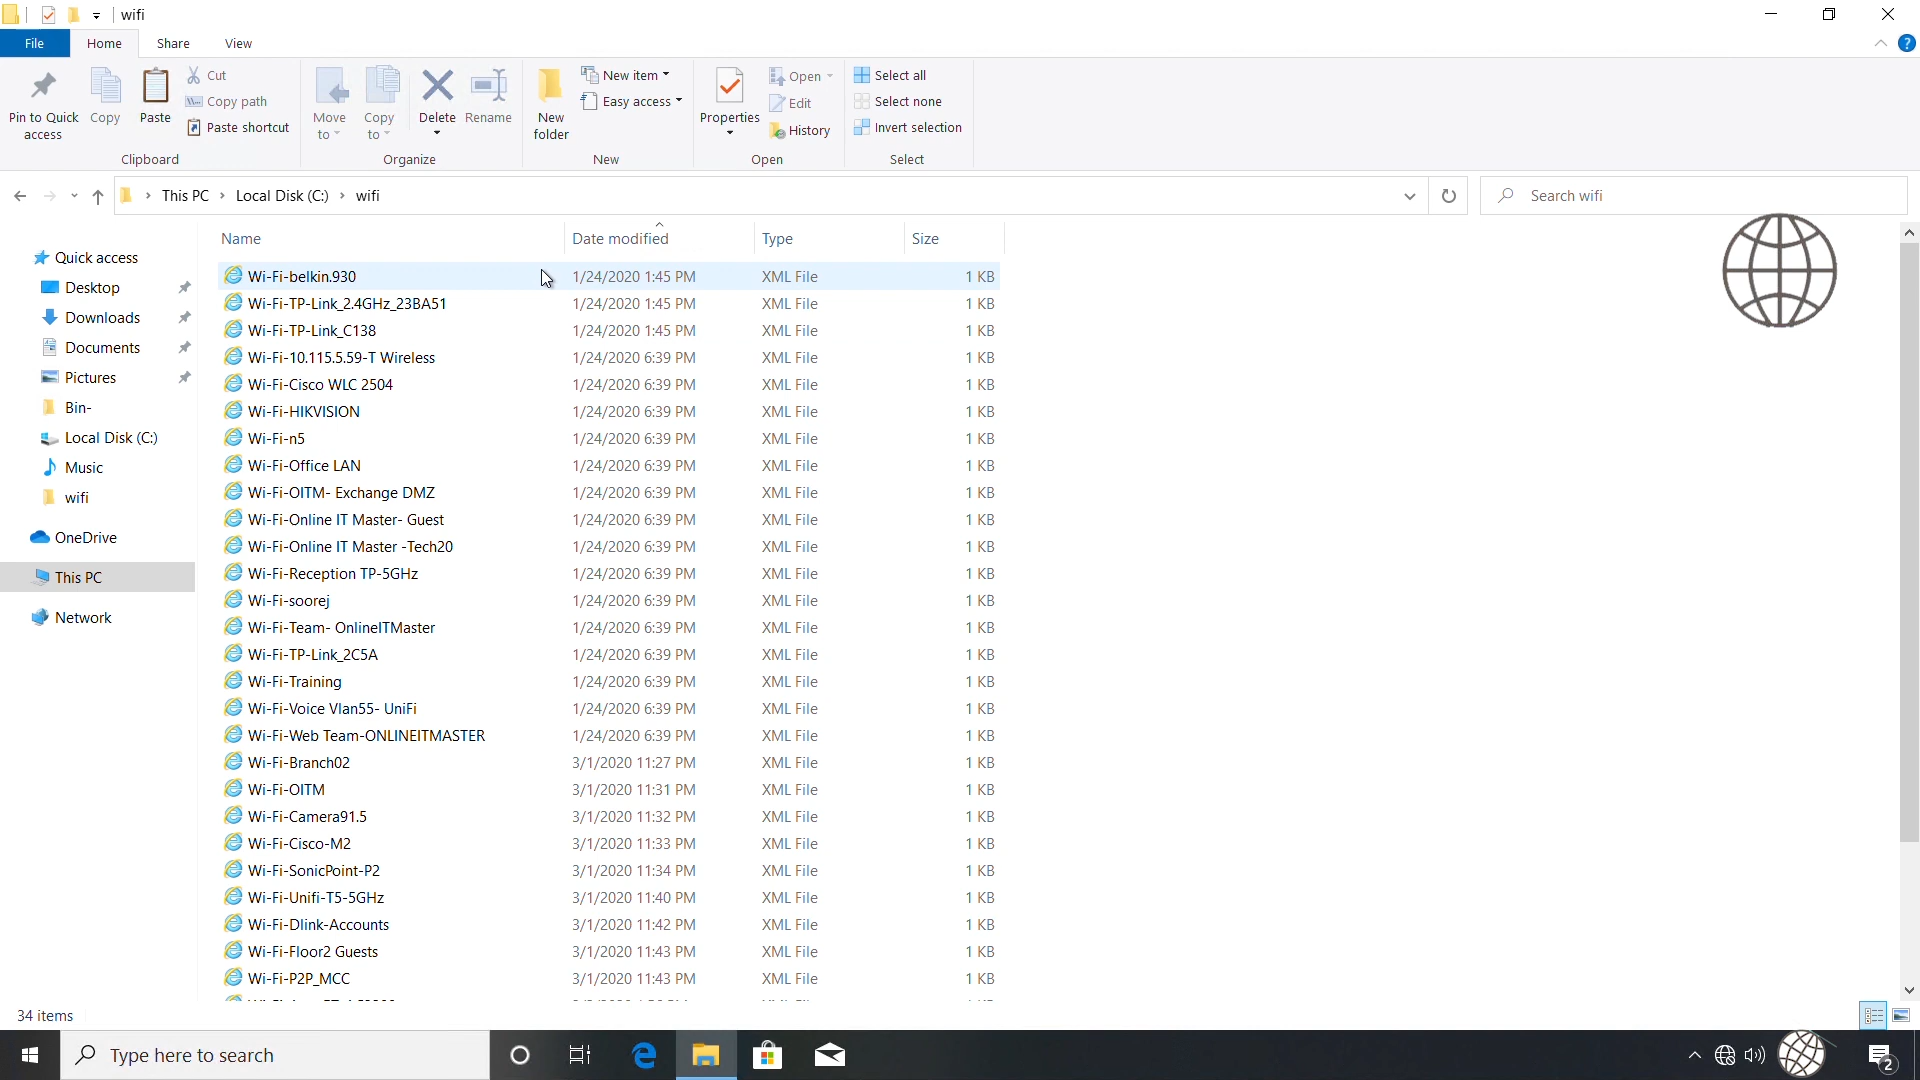 wifi
File Home Share View
Pin to Quick access
Copy
Paste
Cut
Copy path
Paste shortcut
Clipboard
Move to
Copy to
Delete
Rename
Organize
New folder
New item
Easy access
New
Properties
Open
Edit
History
Open
Select all
Select none
Invert selection
Select
This PC Local Disk (C:) wifi
Search wifi
Quick access
Desktop
Downloads
Documents
Pictures
Bin-
Local Disk (C:)
Music
wifi
OneDrive
This PC
Network
Name Date modified Type Size
Wi-Fi-belkin.930 1/24/2020 1:45 PM XML File 1 KB
Wi-Fi-TP-Link_2.4GHz_23BA51 1/24/2020 1:45 PM XML File 1 KB
Wi-Fi-TP-Link_C138 1/24/2020 1:45 PM XML File 1 KB
Wi-Fi-10.115.5.59-T Wireless 1/24/2020 6:39 PM XML File 1 KB
Wi-Fi-Cisco WLC 2504 1/24/2020 6:39 PM XML File 1 KB
Wi-Fi-HIKVISION 1/24/2020 6:39 PM XML File 1 KB
Wi-Fi-n5 1/24/2020 6:39 PM XML File 1 KB
Wi-Fi-Office LAN 1/24/2020 6:39 PM XML File 1 KB
Wi-Fi-OITM- Exchange DMZ 1/24/2020 6:39 PM XML File 1 KB
Wi-Fi-Online IT Master- Guest 1/24/2020 6:39 PM XML File 1 KB
Wi-Fi-Online IT Master -Tech20 1/24/2020 6:39 PM XML File 1 KB
Wi-Fi-Reception TP-5GHz 1/24/2020 6:39 PM XML File 1 KB
Wi-Fi-soorej 1/24/2020 6:39 PM XML File 1 KB
Wi-Fi-Team- OnlineITMaster 1/24/2020 6:39 PM XML File 1 KB
Wi-Fi-TP-Link_2C5A 1/24/2020 6:39 PM XML File 1 KB
Wi-Fi-Training 1/24/2020 6:39 PM XML File 1 KB
Wi-Fi-Voice Vlan55- UniFi 1/24/2020 6:39 PM XML File 1 KB
Wi-Fi-Web Team-ONLINEITMASTER 1/24/2020 6:39 PM XML File 1 KB
Wi-Fi-Branch02 3/1/2020 11:27 PM XML File 1 KB
Wi-Fi-OITM 3/1/2020 11:31 PM XML File 1 KB
Wi-Fi-Camera91.5 3/1/2020 11:32 PM XML File 1 KB
Wi-Fi-Cisco-M2 3/1/2020 11:33 PM XML File 1 KB
Wi-Fi-SonicPoint-P2 3/1/2020 11:34 PM XML File 1 KB
Wi-Fi-Unifi-T5-5GHz 3/1/2020 11:40 PM XML File 1 KB
Wi-Fi-Dlink-Accounts 3/1/2020 11:42 PM XML File 1 KB
Wi-Fi-Floor2 Guests 3/1/2020 11:43 PM XML File 1 KB
Wi-Fi-P2P_MCC 3/1/2020 11:43 PM XML File 1 KB
34 items
Type here to search
2